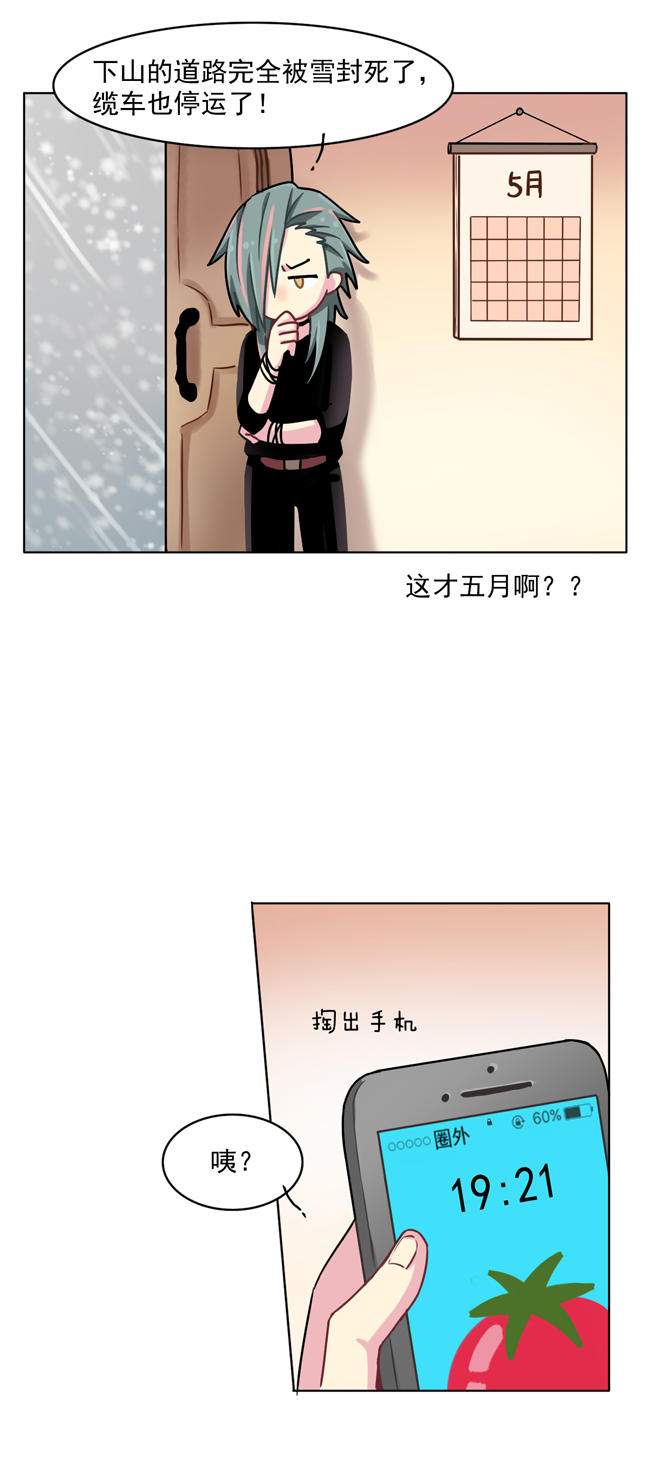 下山的道路完全被雪封死了，
缆车也停运了！
5月
这才五月啊？？
掏出手机
咦？
○○○○○圈外 60%
19:21